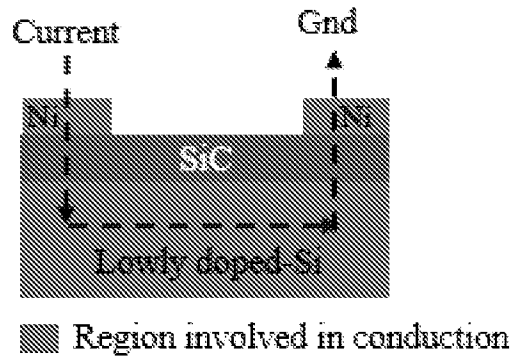 Current Gnd
Ni Ni
SiC
Lowly doped-Si
Region involved in conduction